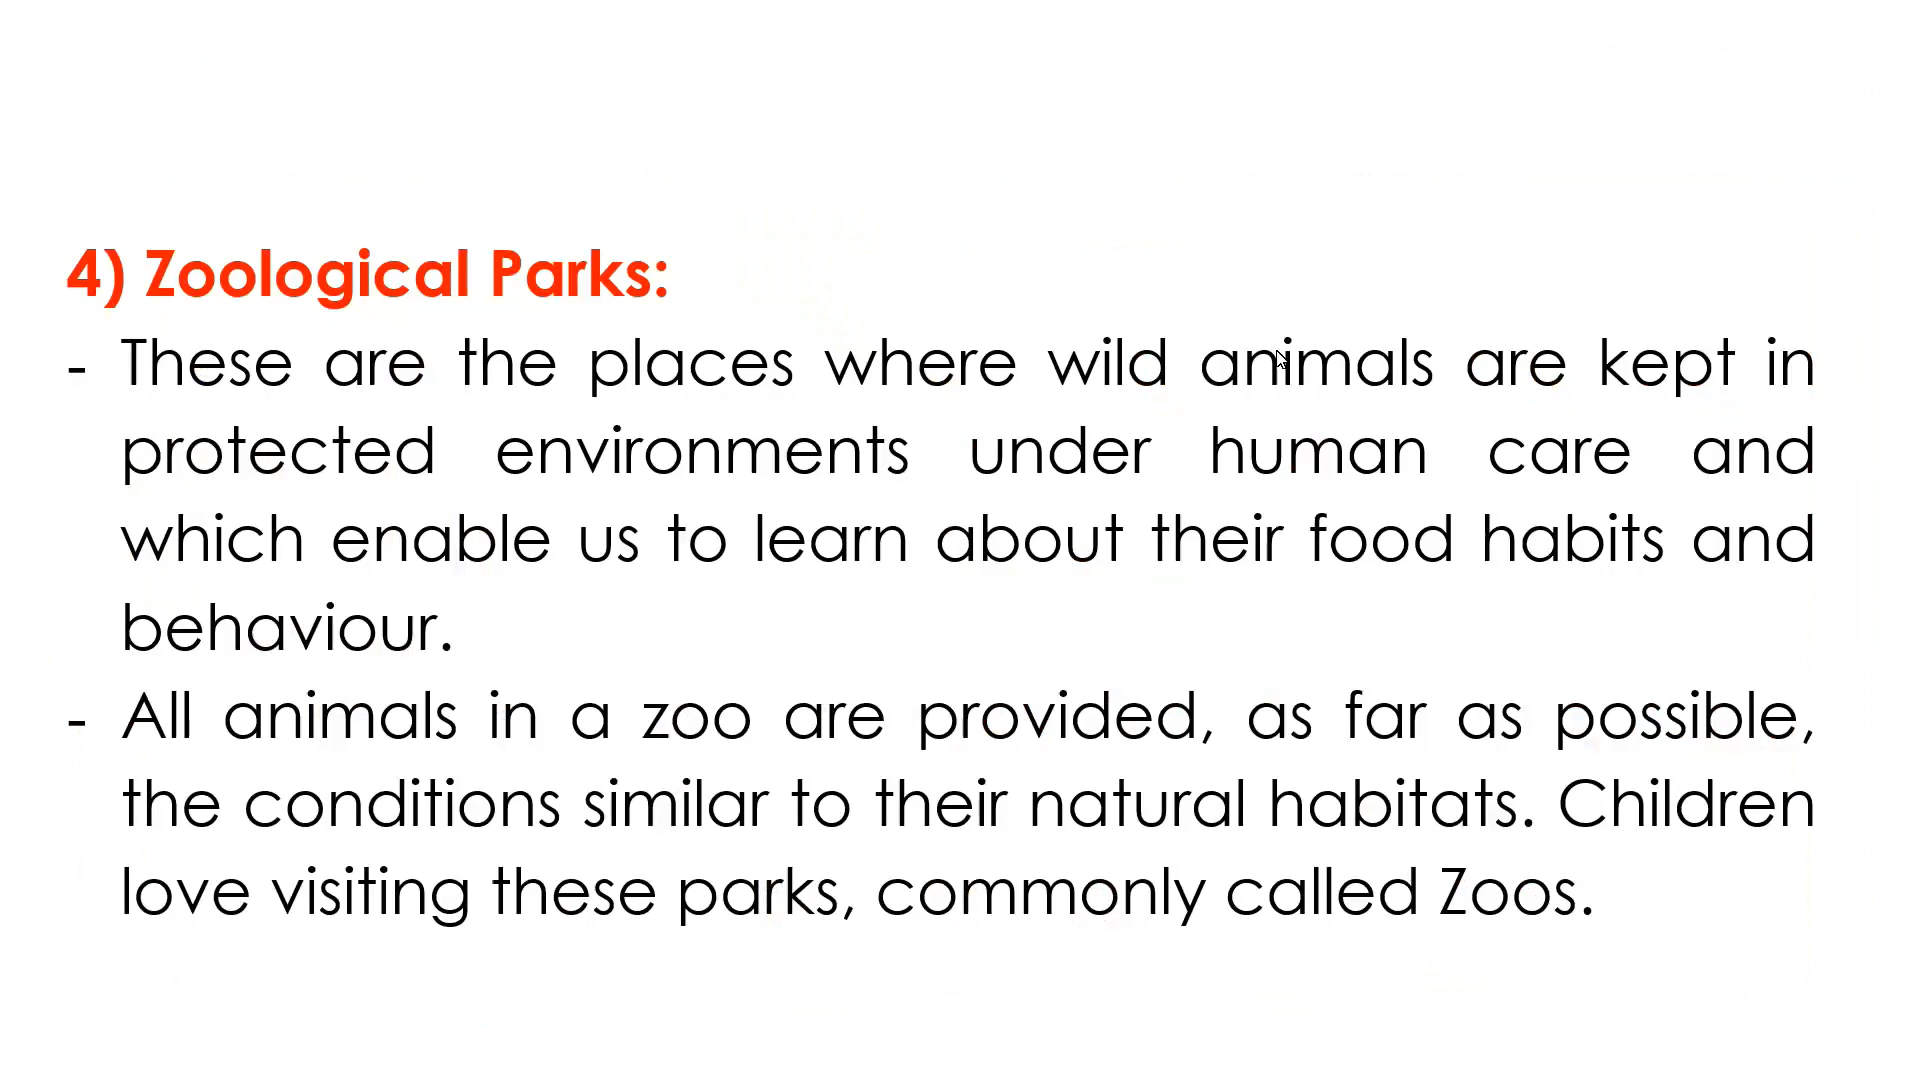 4) Zoological Parks:
- These are the places where wild animals are kept in
protected environments under human care and
which enable us to learn about their food habits and
behaviour.
- All animals in a zoo are provided, as far as possible,
the conditions similar to their natural habitats. Children
love visiting these parks, commonly called Zoos.